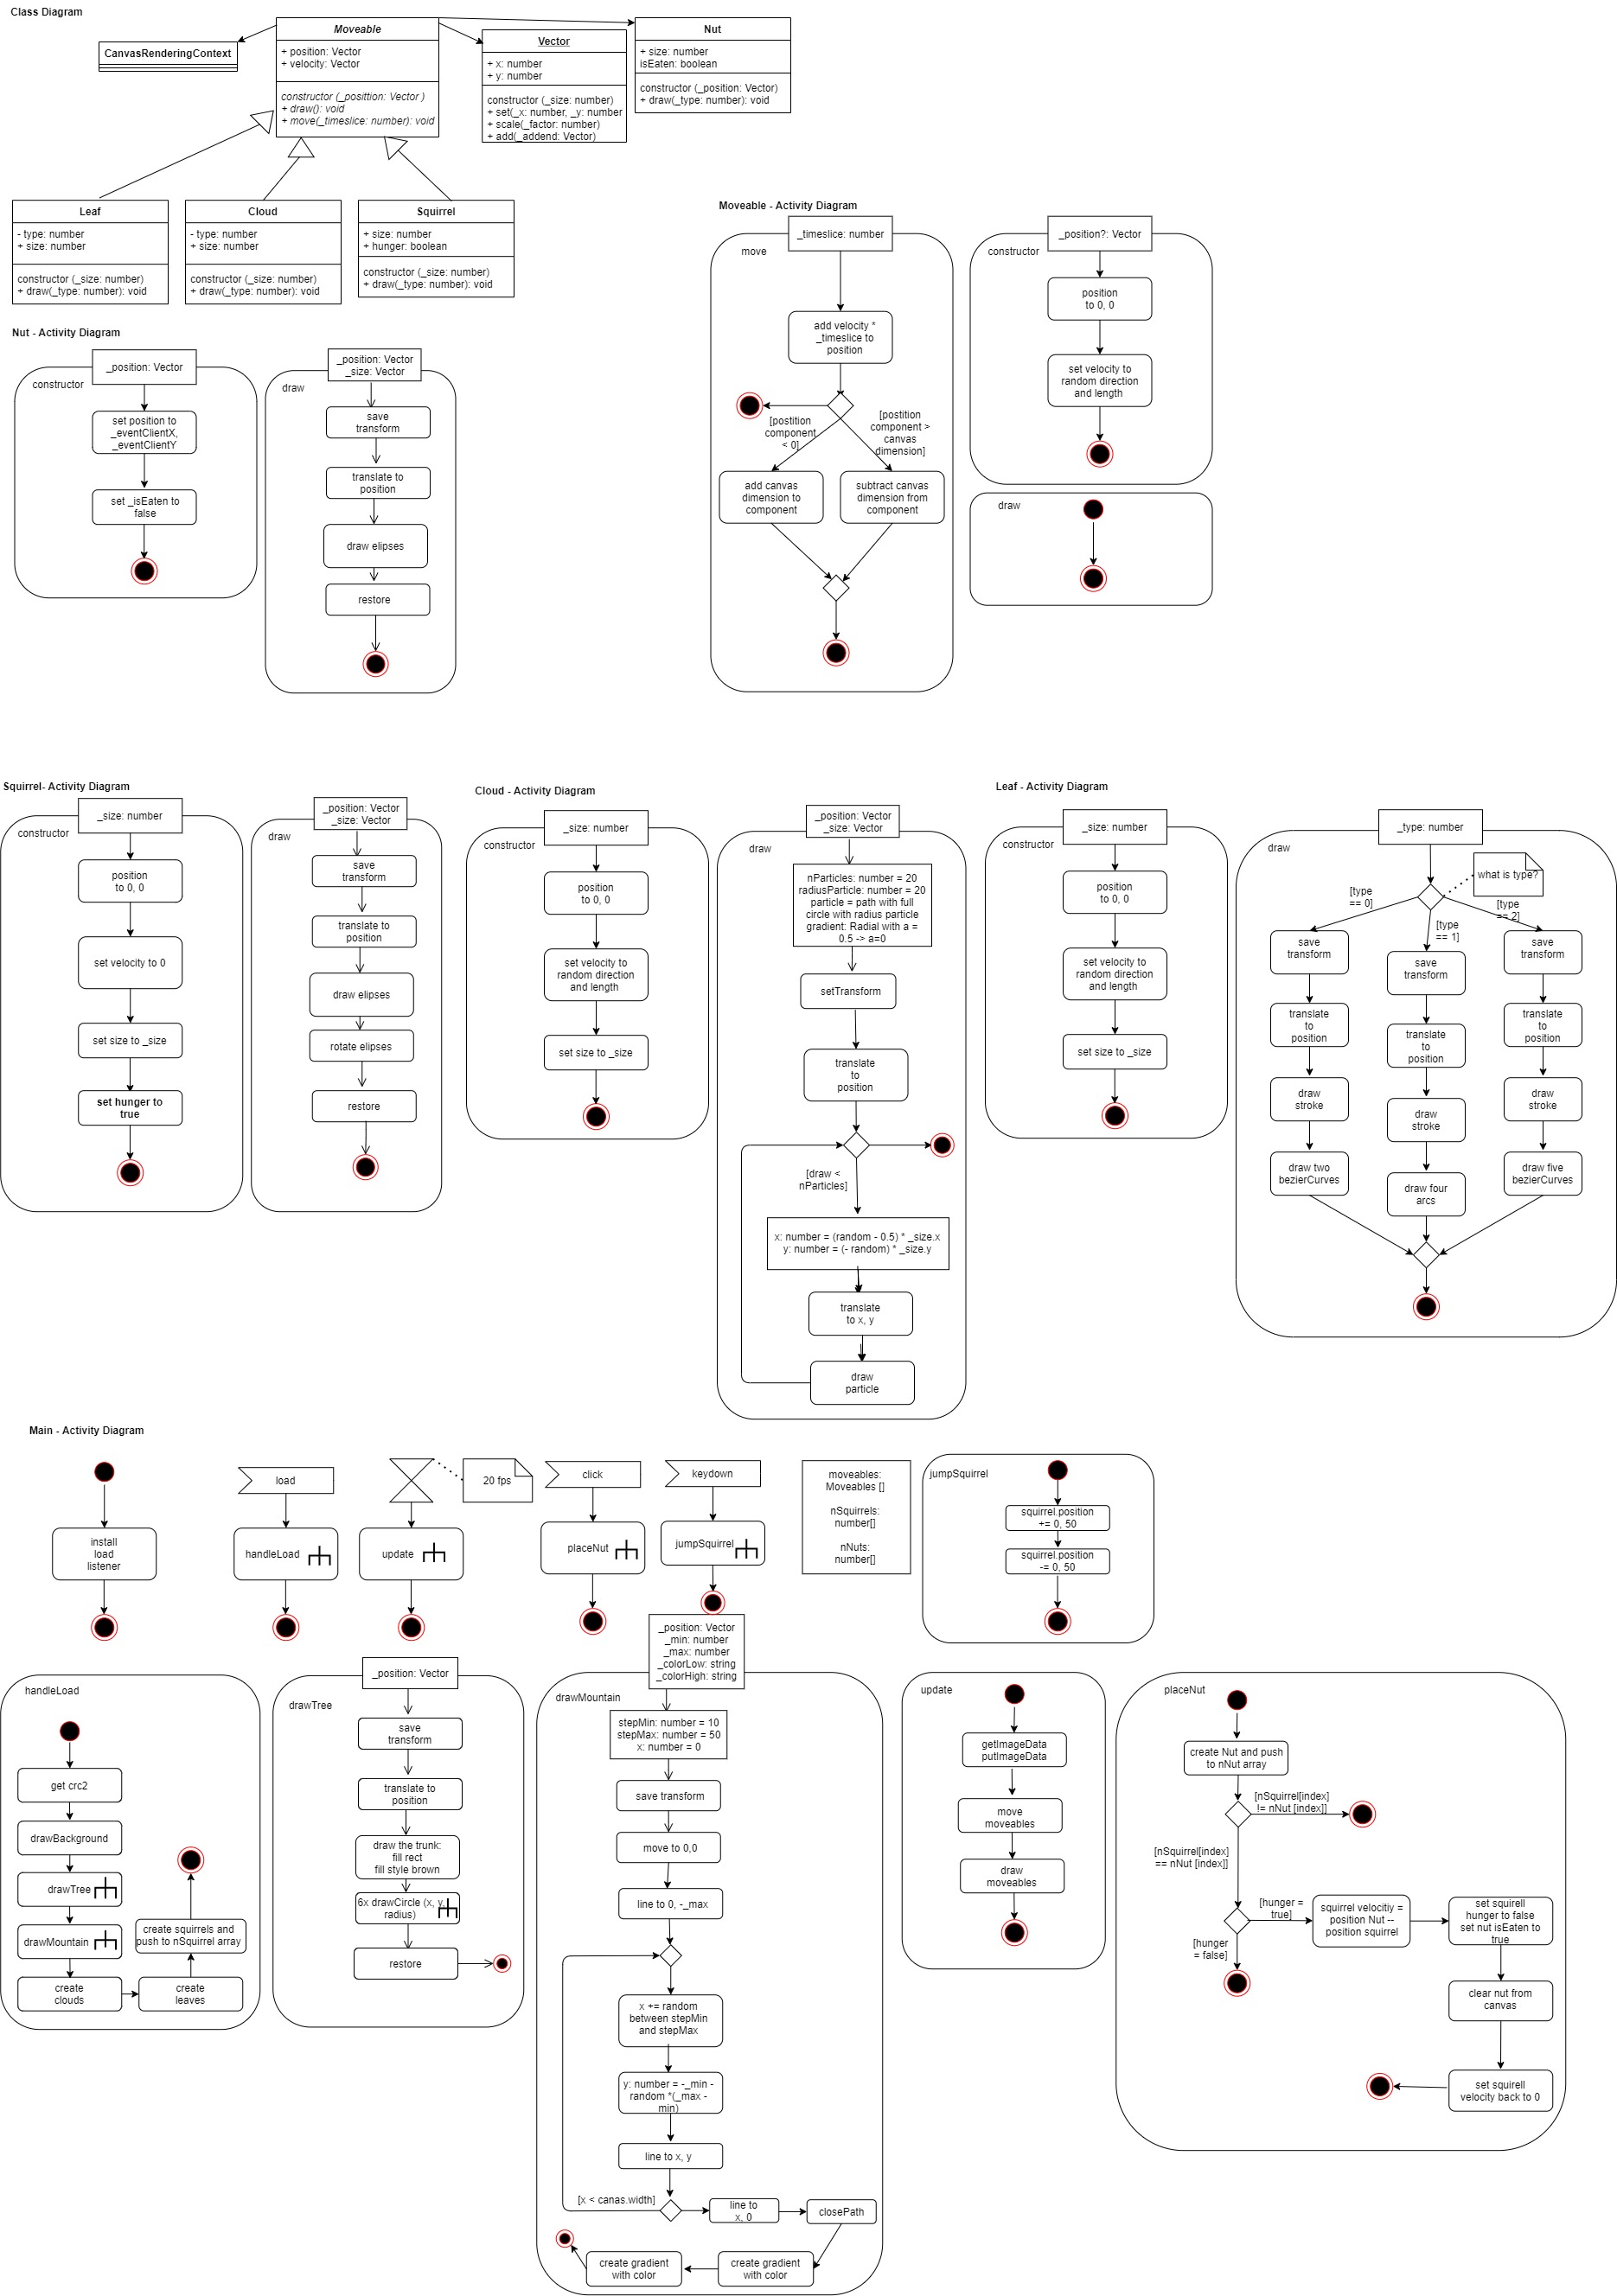 Class Diagram
CanvasRenderingContext
Moveable
+ position: Vector
+ velocity: Vector
constructor (_posittion: Vector )
+ draw(): void
+ move(_timeslice: number): void
Vector
+ x: number
+ y: number
constructor (_size: number)
+ set(_x: number, _y: number
+ scale(_factor: number)
+ add(_addend: Vector)
Nut
+ size: number
isEaten: boolean
constructor (_position: Vector)
+ draw(_type: number): void
Leaf
- type: number
+ size: number
constructor (_size: number)
+ draw(_type: number): void
Cloud
- type: number
+ size: number
constructor (_size: number)
+ draw(_type: number): void
Squirrel
+ size: number
+ hunger: boolean
constructor (_size: number)
+ draw(_type: number): void
Moveable - Activity Diagram
_timeslice: number
move
add velocity *
_timeslice to
position
[postition
component
< 0]
[postition
component >
canvas
dimension]
add canvas
dimension to
component
subtract canvas
dimension from
component
_position?: Vector
constructor
position
to 0, 0
set velocity to
random direction
and length
draw
Nut - Activity Diagram
_position: Vector
constructor
set position to
_eventClientX,
_eventClientY
set _isEaten to
false
_position: Vector
_size: Vector
draw
save
transform
translate to
position
draw elipses
restore
Squirrel- Activity Diagram
_size: number
constructor
position
to 0, 0
set velocity to 0
set size to _size
set hunger to
true
_position: Vector
_size: Vector
draw
save
transform
translate to
position
draw elipses
rotate elipses
restore
Cloud - Activity Diagram
_size: number
constructor
position
to 0, 0
set velocity to
random direction
and length
set size to _size
_position: Vector
_size: Vector
draw
nParticles: number = 20
radiusParticle: number = 20
particle = path with full
circle with radius particle
gradient: Radial with a =
0.5 -> a=0
setTransform
translate
to
position
[draw <
nParticles]
x: number = (random - 0.5) * _size.x
y: number = (- random) * _size.y
translate
to x, y
draw
particle
Leaf - Activity Diagram
_size: number
constructor
position
to 0, 0
set velocity to
random direction
and length
set size to _size
_type: number
draw
what is type?
[type
== 0]
[type
== 1]
[type
== 2]
save
transform
translate
to
position
draw
stroke
draw two
bezierCurves
save
transform
translate
to
position
draw
stroke
draw four
arcs
save
transform
translate
to
position
draw
stroke
draw five
bezierCurves
Main - Activity Diagram
install
load
listener
load
handleLoad
20 fps
update
click
placeNut
keydown
jumpSquirrel
moveables:
Moveables []
nSquirrels:
number[]
nNuts:
number[]
jumpSquirrel
squirrel.position
+= 0, 50
squirrel.position
-= 0, 50
handleLoad
get crc2
drawBackground
drawTree
drawMountain
create
clouds
create
leaves
create squirrels and
push to nSquirrel array
_position: Vector
drawTree
save
transform
translate to
position
draw the trunk:
fill rect
fill style brown
6x drawCircle (x, y,
radius)
restore
_position: Vector
_min: number
_max: number
_colorLow: string
_colorHigh: string
drawMountain
stepMin: number = 10
stepMax: number = 50
x: number = 0
save transform
move to 0,0
line to 0, -_max
x += random
between stepMin
and stepMax
y: number = -_min -
random *(_max -
min)
line to x, y
[x < canas.width]
line to
x, 0
closePath
create gradient
with color
create gradient
with color
update
getImageData
putImageData
move
moveables
draw
moveables
placeNut
create Nut and push
to nNut array
[nSquirrel[index]
!= nNut [index]]
[nSquirrel[index]
== nNut [index]]
[hunger =
true]
[hunger
= false]
squirrel velocitiy =
position Nut --
position squirrel
set squirell
hunger to false
set nut isEaten to
true
clear nut from
canvas
set squirell
velocity back to 0